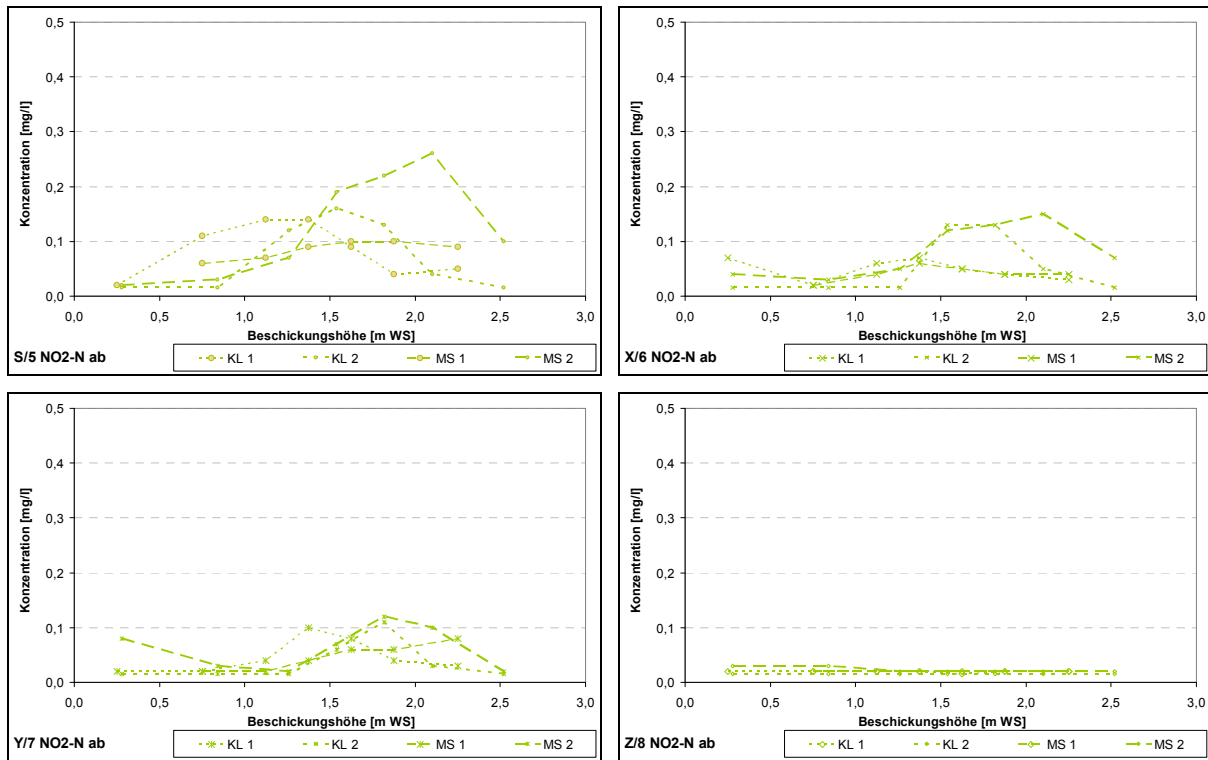 0,5
0,4
0,3
0,2
0,1
0,0
Konzentration [mg/l]
0,0 0,5 1,0 1,5 2,0 2,5 3,0
Beschickungshöhe [m WS]
S/5 NO2-N ab
KL 1 KL 2 MS 1 MS 2
0,5
0,4
0,3
0,2
0,1
0,0
Konzentration [mg/l]
0,0 0,5 1,0 1,5 2,0 2,5 3,0
Beschickungshöhe [m WS]
X/6 NO2-N ab
KL 1 KL 2 MS 1 MS 2
0,5
0,4
0,3
0,2
0,1
0,0
Konzentration [mg/l]
0,0 0,5 1,0 1,5 2,0 2,5 3,0
Beschickungshöhe [m WS]
Y/7 NO2-N ab
KL 1 KL 2 MS 1 MS 2
0,5
0,4
0,3
0,2
0,1
0,0
Konzentration [mg/l]
0,0 0,5 1,0 1,5 2,0 2,5 3,0
Beschickungshöhe [m WS]
Z/8 NO2-N ab
KL 1 KL 2 MS 1 MS 2